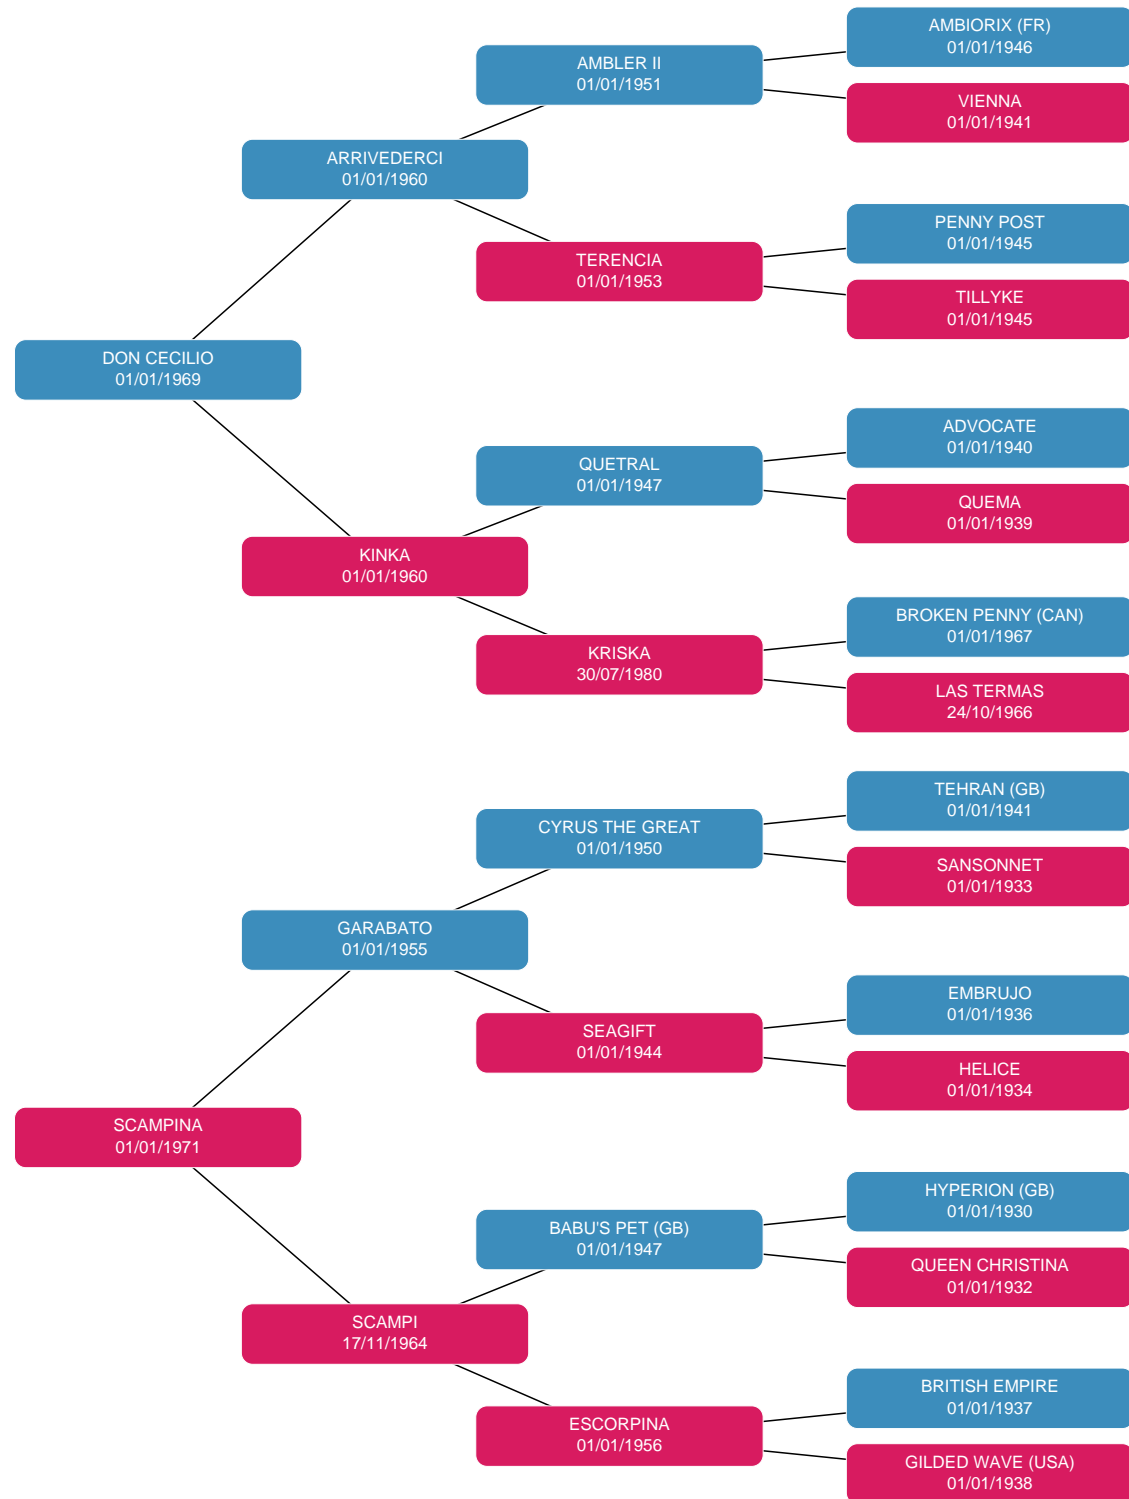 AMBIORIX (FR)
01/01/1946
AMBLER II
01/01/1951
VIENNA
01/01/1941
ARRIVEDERCI
01/01/1960
PENNY POST
01/01/1945
TERENCIA
01/01/1953
TILLYKE
01/01/1945
DON CECILIO
01/01/1969
ADVOCATE
01/01/1940
QUETRAL
01/01/1947
QUEMA
01/01/1939
KINKA
01/01/1960
BROKEN PENNY (CAN)
01/01/1967
KRISKA
30/07/1980
LAS TERMAS
24/10/1966
TEHRAN (GB)
01/01/1941
CYRUS THE GREAT
01/01/1950
SANSONNET
01/01/1933
GARABATO
01/01/1955
EMBRUJO
01/01/1936
SEAGIFT
01/01/1944
HELICE
01/01/1934
SCAMPINA
01/01/1971
HYPERION (GB)
01/01/1930
BABU'S PET (GB)
01/01/1947
QUEEN CHRISTINA
01/01/1932
SCAMPI
17/11/1964
BRITISH EMPIRE
01/01/1937
ESCORPINA
01/01/1956
GILDED WAVE (USA)
01/01/1938